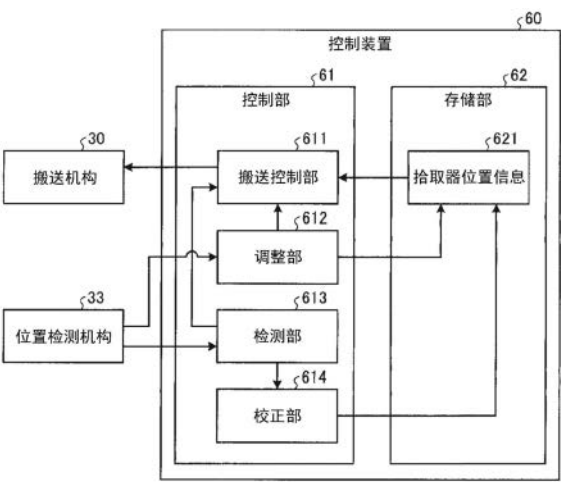 60
控制装置
61
控制部
62
存储部
30
搬送机构
611
搬送控制部
621
拾取器位置信息
612
调整部
33
位置检测机构
613
检测部
614
校正部